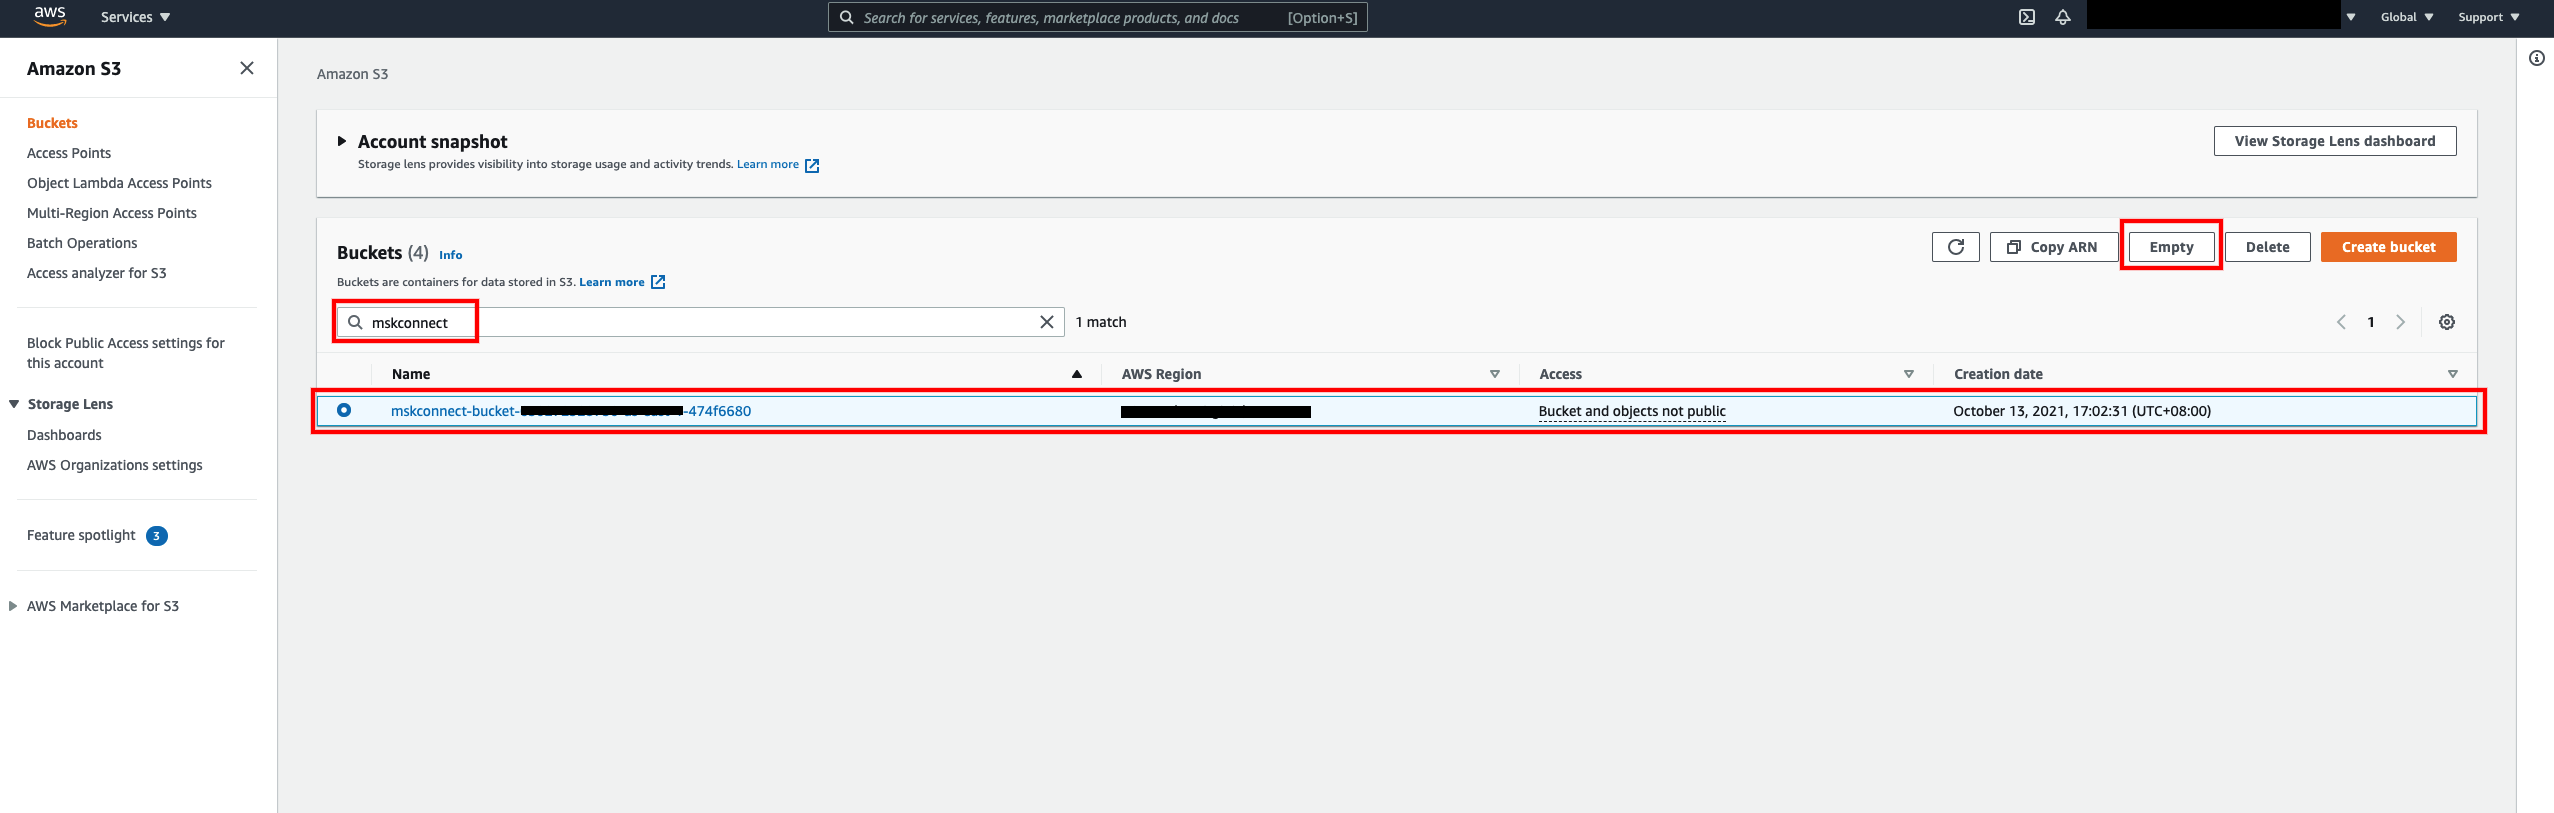 aws
Services
Search for services, features, marketplace products, and docs [Option+S]
Global
Support
Amazon S3
Buckets
Access Points
Object Lambda Access Points
Multi-Region Access Points
Batch Operations
Access analyzer for S3
Block Public Access settings for
this account
Storage Lens
Dashboards
AWS Organizations settings
Feature spotlight 3
AWS Marketplace for S3
Amazon S3
Account snapshot
Storage lens provides visibility into storage usage and activity trends. Learn more
View Storage Lens dashboard
Buckets (4) Info
Buckets are containers for data stored in S3. Learn more
Copy ARN
Empty
Delete
Create bucket
mskconnect
1 match
1
Name AWS Region Access Creation date
mskconnect-bucket- -474f6680 Bucket and objects not public October 13, 2021, 17:02:31 (UTC+08:00)